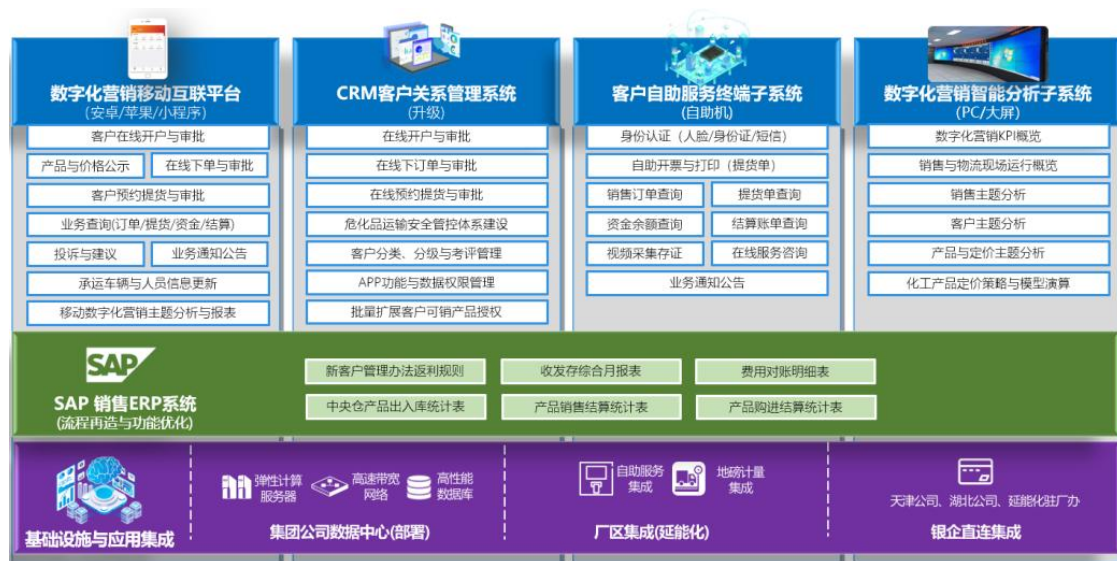 数字化营销移动互联平台
(安卓/苹果/小程序)
客户在线开户与审批
产品与价格公示
在线下单与审批
客户预约提货与审批
业务查询(订单/提货/资金/结算)
投诉与建议
业务通知公告
承运车辆与人员信息更新
移动数字化营销主题分析与报表
CRM客户关系管理系统
(升级)
在线开户与审批
在线下订单与审批
在线预约提货与审批
危化品运输安全管控体系建设
客户分类、分级与考评管理
APP功能与数据权限管理
批量扩展客户可销产品授权
客户自助服务终端子系统
(自助机)
身份认证（人脸/身份证/短信）
自助开票与打印（提货单）
销售订单查询
提货单查询
资金余额查询
结算账单查询
视频采集存证
在线服务咨询
业务通知公告
数字化营销智能分析子系统
(PC/大屏)
数字化营销KPI概览
销售与物流现场运行概览
销售主题分析
客户主题分析
产品与定价主题分析
化工产品定价策略与模型演算
SAP
SAP 销售ERP系统
(流程再造与功能优化)
新客户管理办法返利规则
收发存综合月报表
费用对账明细表
中央仓产品出入库统计表
产品销售结算统计表
产品购进结算统计表
基础设施与应用集成
弹性计算
服务器
高速带宽
网络
高性能
数据库
集团公司数据中心(部署)
自助服务
集成
地磅计量
集成
厂区集成(延能化)
天津公司、湖北公司、延能化驻厂办
银企直连集成